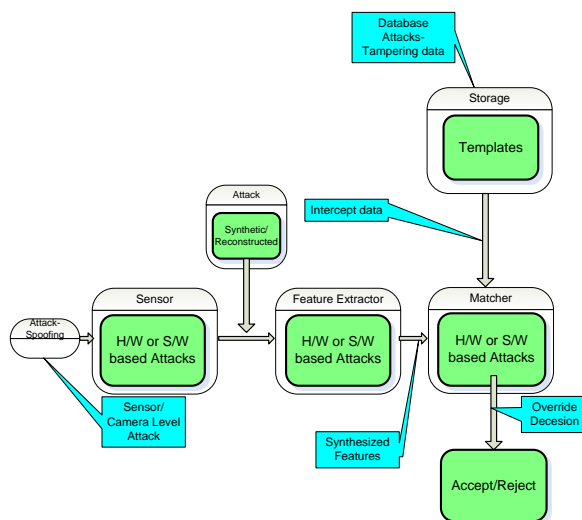 Database
Attacks-
Tampering data
Storage
Templates
Intercept data
Attack
Synthetic/
Reconstructed
Attack-
Spoofing
Sensor
H/W or S/W
based Attacks
Feature Extractor
H/W or S/W
based Attacks
Matcher
H/W or S/W
based Attacks
Sensor/
Camera Level
Attack
Synthesized
Features
Override
Decesion
Accept/Reject